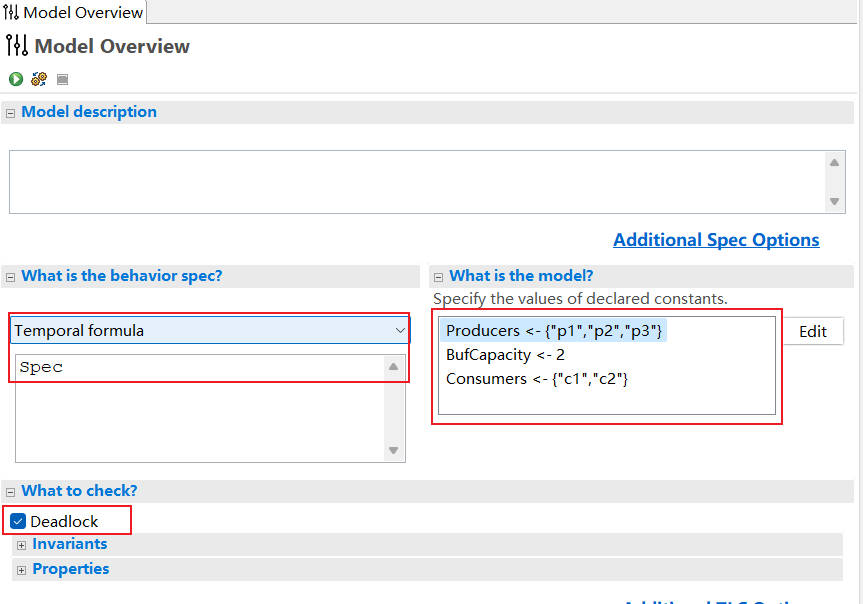 Model Overview
Model Overview
Model description
Additional Spec Options
What is the behavior spec?
Temporal formula
Spec
What is the model?
Specify the values of declared constants.
Producers <- {"p1","p2","p3"}
BufCapacity <- 2
Consumers <- {"c1","c2"}
Edit
What to check?
Deadlock
Invariants
Properties